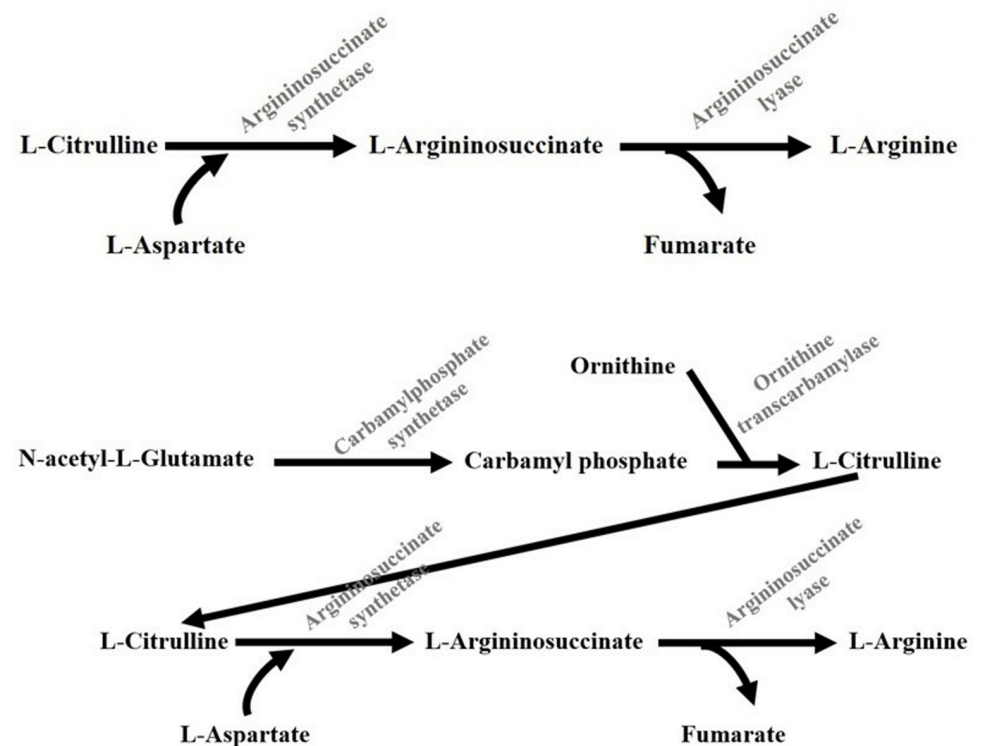 Argininosuccinate
synthetase
Argininosuccinate
lyase
L-Citrulline
L-Argininosuccinate
L-Arginine
L-Aspartate
Fumarate
Ornithine
Ornithine
transcarbamylase
Carbamylphosphate
synthetase
N-acetyl-L-Glutamate
Carbamyl phosphate
L-Citrulline
Argininosuccinate
synthetase
Argininosuccinate
lyase
L-Citrulline
L-Argininosuccinate
L-Arginine
L-Aspartate
Fumarate